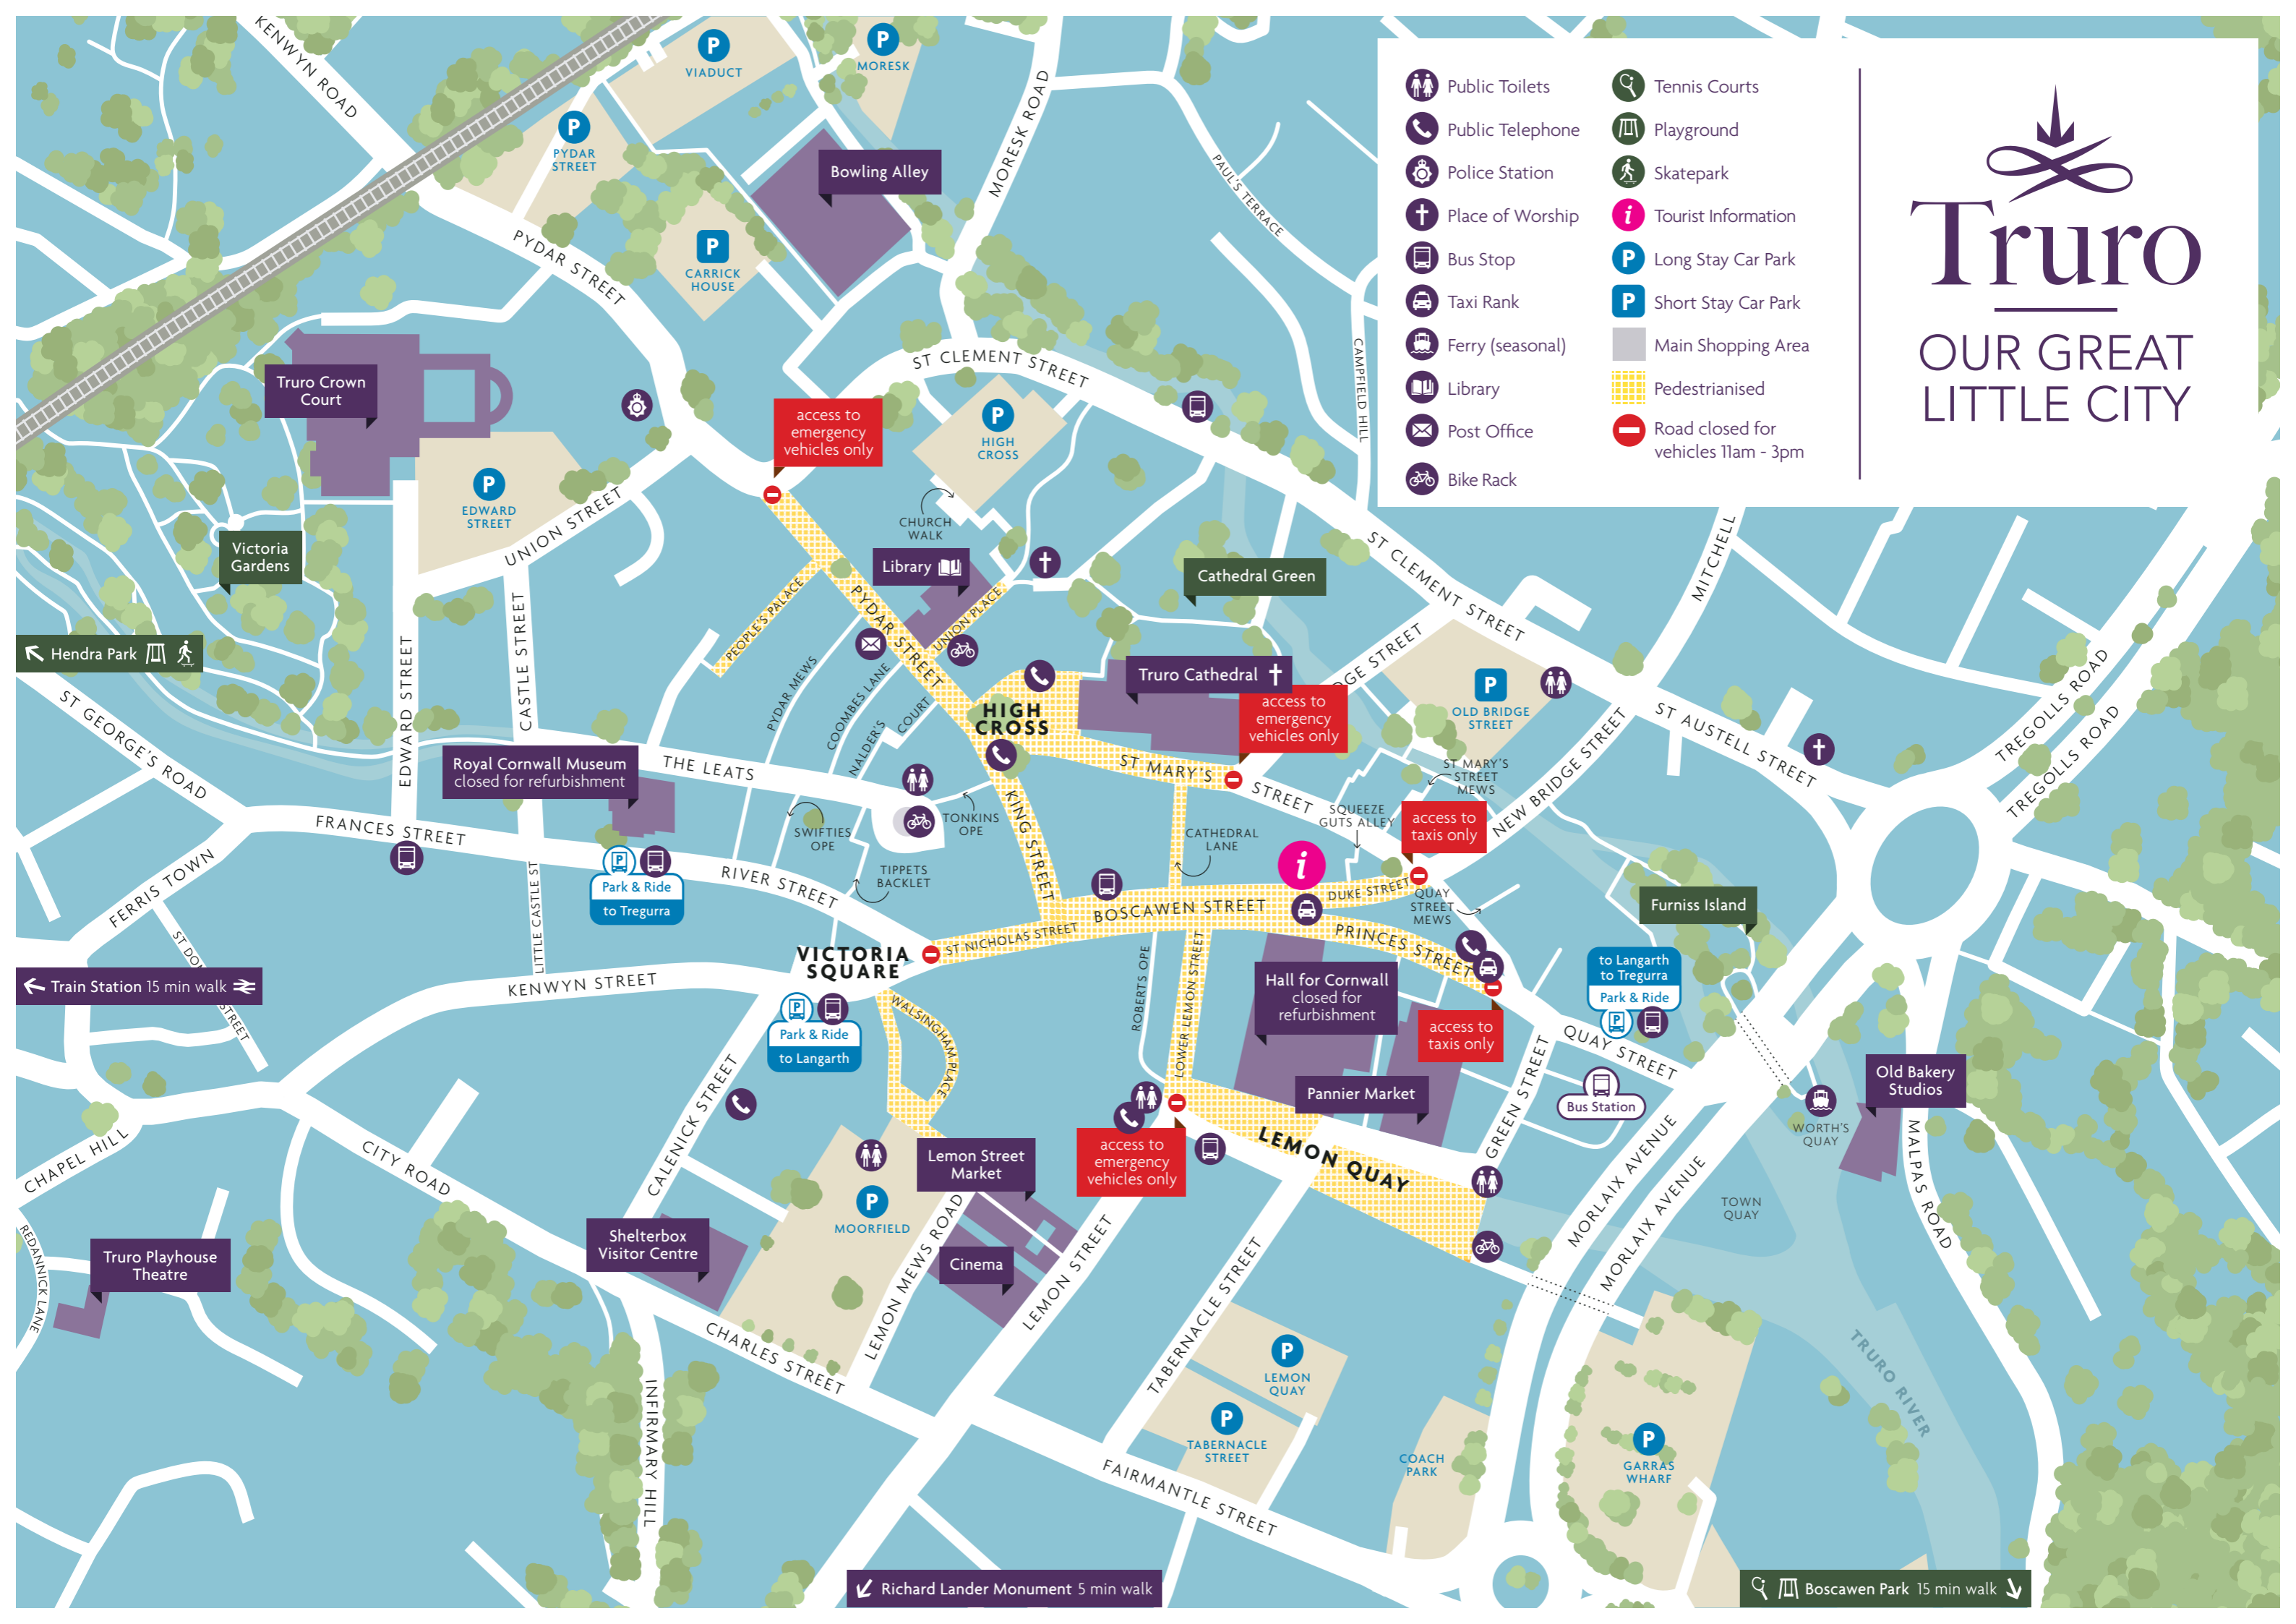 KENWYN ROAD
P
VIADUCT
P
MORESK
P
PYDAR
STREET
Bowling Alley
MORESK ROAD
PAUL'S TERRACE
P
CARRICK
HOUSE
PYDAR STREET
Public Toilets
Public Telephone
Police Station
Place of Worship
Bus Stop
Taxi Rank
Ferry (seasonal)
Library
Post Office
Bike Rack
Tennis Courts
Playground
Skatepark
i Tourist Information
P Long Stay Car Park
P Short Stay Car Park
Main Shopping Area
Pedestrianised
Road closed for
vehicles 11am - 3pm
Truro
OUR GREAT
LITTLE CITY
Truro Crown
Court
ST CLEMENT STREET
CAMPFIELD HILL
access to
emergency
vehicles only
P
HIGH
CROSS
P
EDWARD
STREET
UNION STREET
CHURCH
WALK
Victoria
Gardens
Library
Cathedral Green
ST CLEMENT STREET
MITCHELL
Hendra Park
PEOPLE'S PALACE
PYDAR STREET
UNION PLACE
EDWARD STREET
CASTLE STREET
PYDAR MEWS
COOMBES LANE
NALDER'S
COURT
HIGH
CROSS
Truro Cathedral
access to
emergency
vehicles only
DGE STREET
P
OLD BRIDGE
STREET
ST AUSTELL STREET
TREGOLLS ROAD
TREGOLLS ROAD
ST GEORGE'S ROAD
Royal Cornwall Museum
closed for refurbishment
THE LEATS
ST MARY'S
STREET
ST MARY'S
STREET
MEWS
NEW BRIDGE STREET
FRANCES STREET
SWIFTIES
OPE
TONKINS
OPE
KING STREET
CATHEDRAL
LANE
SQUEEZE
GUTS ALLEY
access to
taxis only
FERRIS TOWN
P
Park & Ride
to Tregurra
RIVER STREET
TIPPETS
BACKLET
i
DUKE STREET
QUAY
STREET
MEWS
Furniss Island
LITTLE CASTLE ST
BOSCAWEN STREET
ST NICHOLAS STREET
PRINCES STREET
VICTORIA
SQUARE
ST DOM
STREET
Train Station 15 min walk
KENWYN STREET
ROBERTS OPE
LOWER LEMON STREET
Hall for Cornwall
closed for
refurbishment
to Langarth
to Tregurra
Park & Ride
P
P
Park & Ride
to Langarth
WALSINGHAM PLACE
access to
taxis only
QUAY STREET
Old Bakery
Studios
CALENICK STREET
Pannier Market
GREEN STREET
Bus Station
WORTH'S
QUAY
CHAPEL HILL
CITY ROAD
access to
emergency
vehicles only
LEMON QUAY
MALPAS ROAD
Lemon Street
Market
P
MOORFIELD
MORLAIX AVENUE
MORLAIX AVENUE
TOWN
QUAY
REDANNICK LANE
Truro Playhouse
Theatre
Shelterbox
Visitor Centre
Cinema
LEMON MEWS ROAD
LEMON STREET
TABERNACLE STREET
CHARLES STREET
P
LEMON
QUAY
P
TABERNACLE
STREET
TRURO RIVER
INFIRMARY HILL
COACH
PARK
P
GARRAS
WHARF
FAIRMANTLE STREET
Richard Lander Monument 5 min walk
Boscawen Park 15 min walk